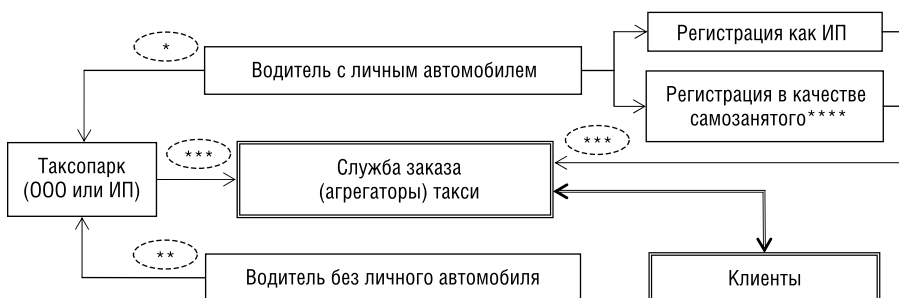 *
Водитель с личным автомобилем
Регистрация как ИП
Регистрация в качестве
самозанятого****
Таксопарк
(ООО или ИП)
***
Служба заказа
(агрегаторы) такси
***
**
Водитель без личного автомобиля
Клиенты